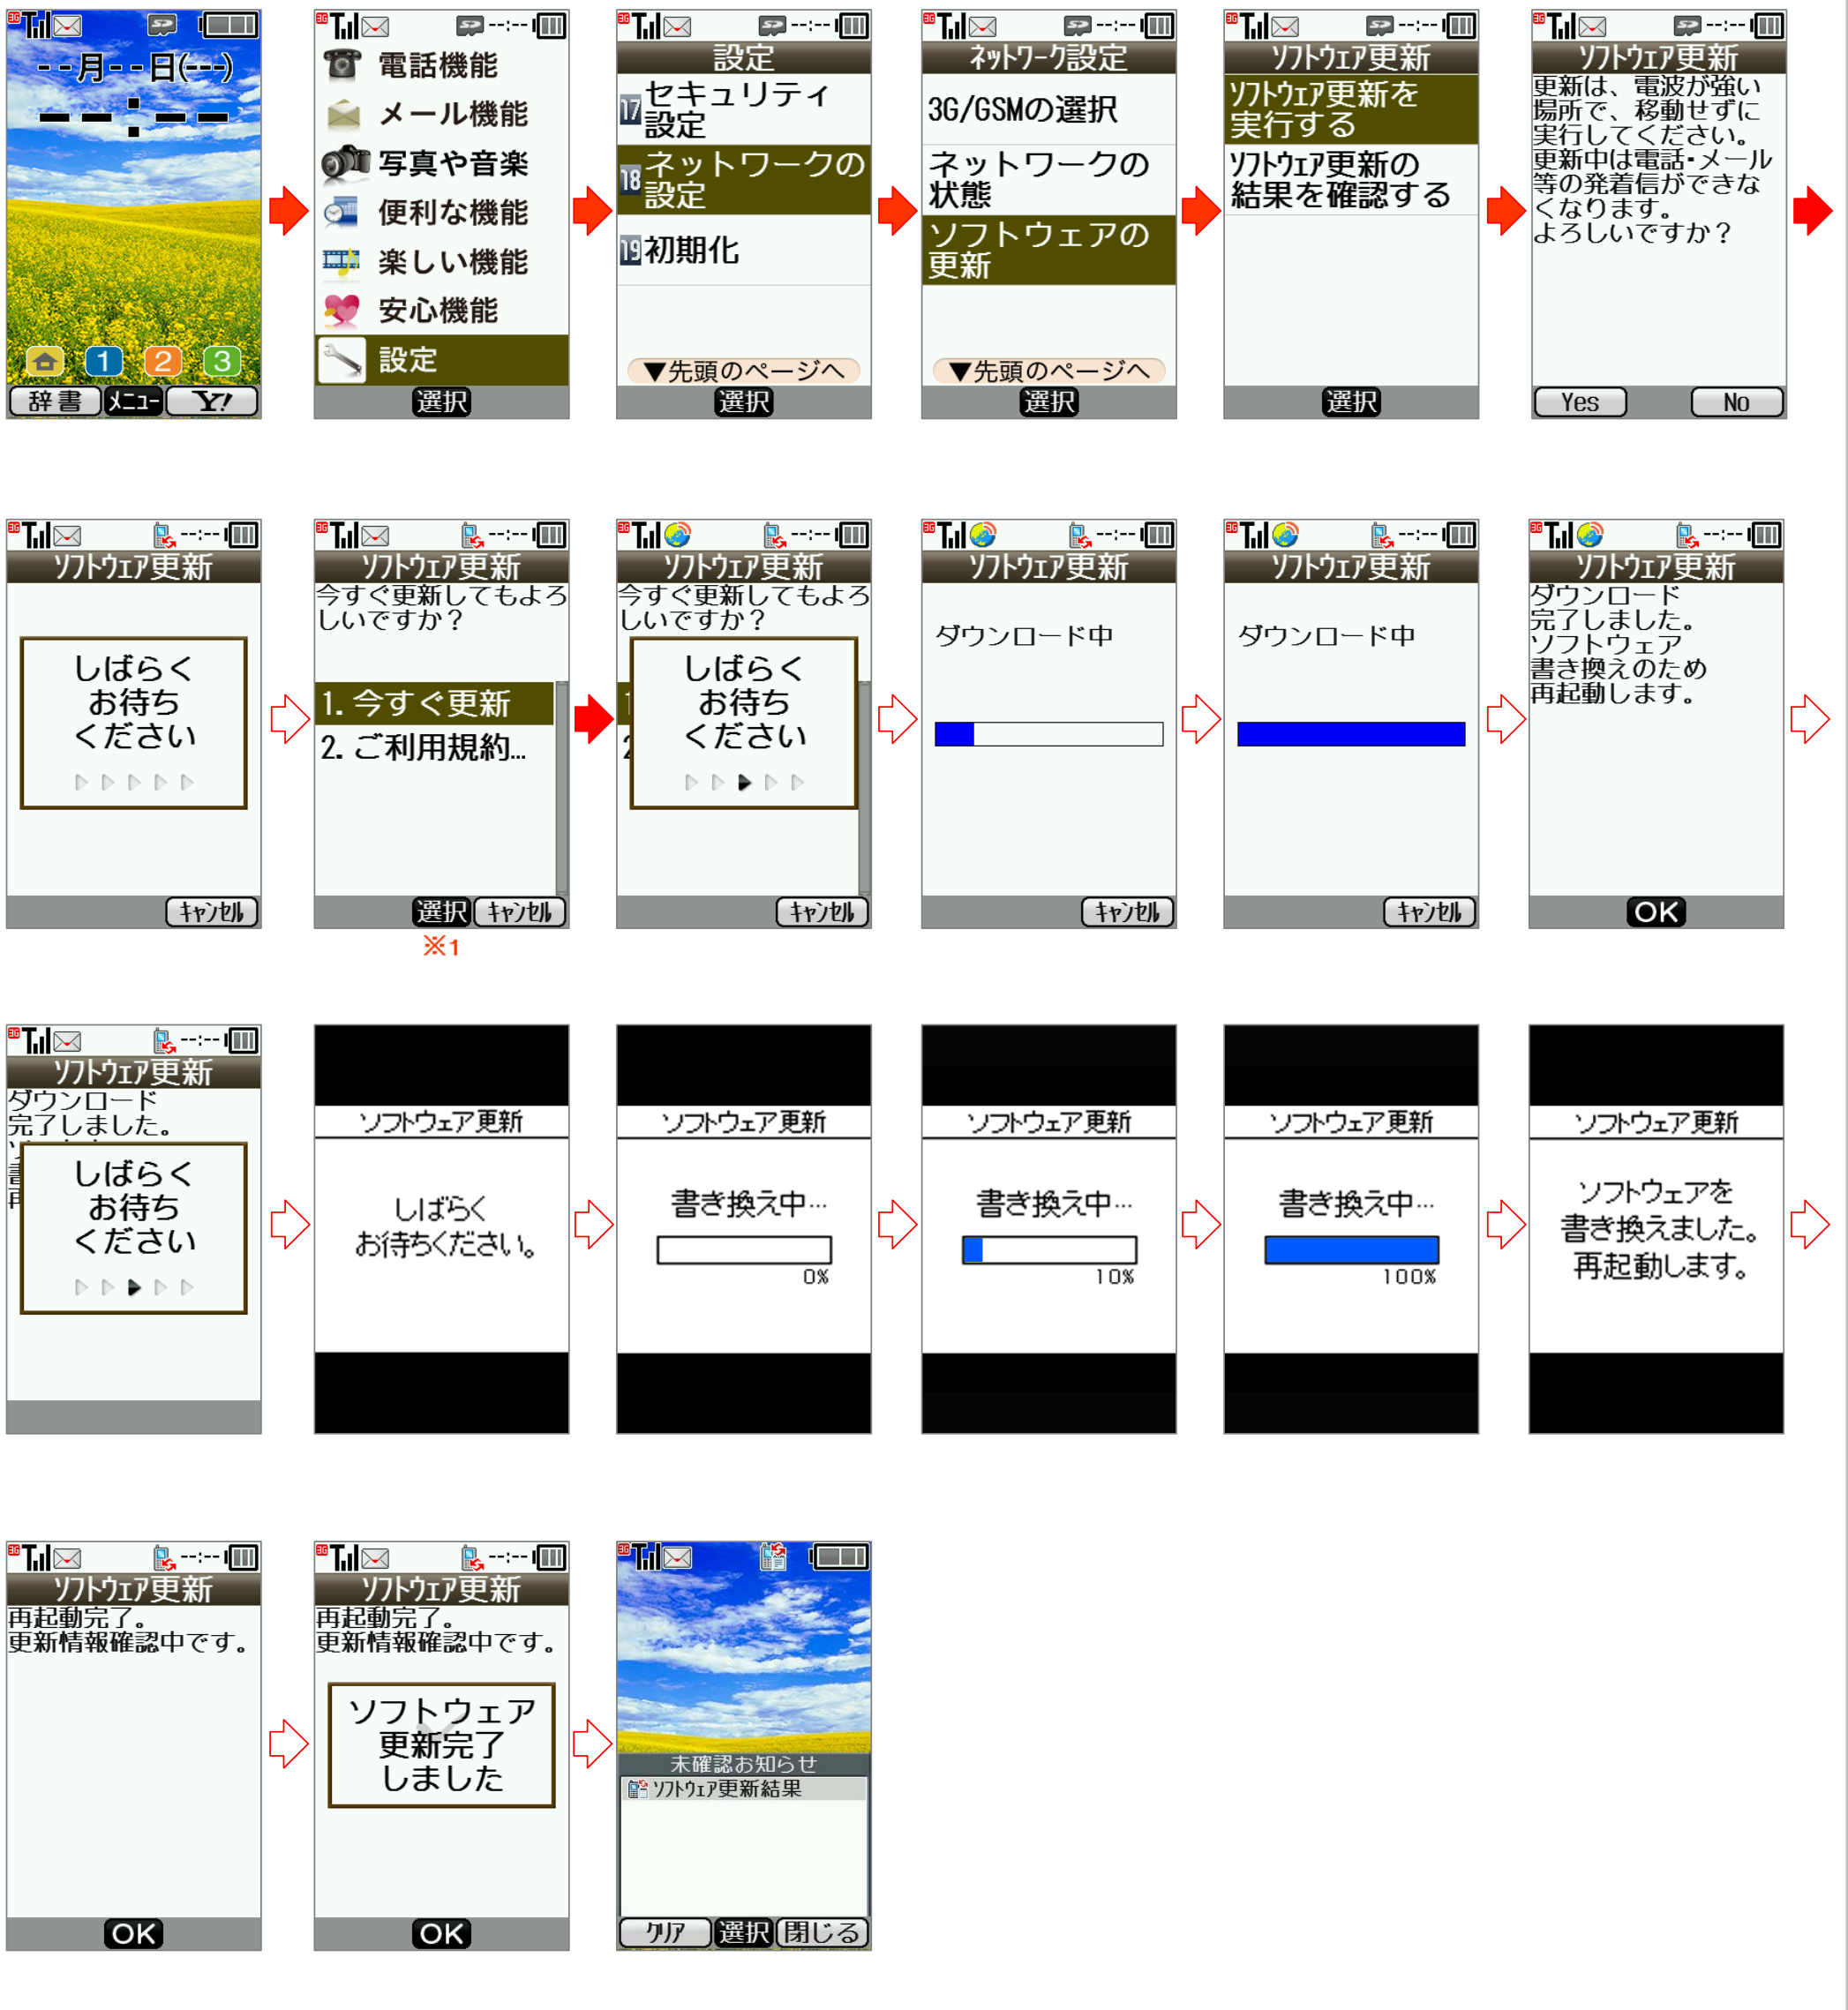 --月--日(---)
--:--
1 2 3
辞書 メニュー Y!
--:--
電話機能
メール機能
写真や音楽
便利な機能
楽しい機能
安心機能
設定
選択
--:--
設定
17 セキュリティ
設定
18 ネットワークの
設定
19 初期化
▼先頭のページへ
選択
--:--
ネットワーク設定
3G/GSMの選択
ネットワークの
状態
ソフトウェアの
更新
▼先頭のページへ
選択
--:--
ソフトウェア更新
ソフトウェア更新を
実行する
ソフトウェア更新の
結果を確認する
選択
--:--
ソフトウェア更新
更新は、電波が強い
場所で、移動せずに
実行してください。
更新中は電話・メール
等の発着信ができな
くなります。
よろしいですか？
Yes No
--:--
ソフトウェア更新
しばらく
お待ち
ください
キャンセル
--:--
ソフトウェア更新
今すぐ更新してもよろ
しいですか？
1. 今すぐ更新
2. ご利用規約…
選択 キャンセル
※1
--:--
ソフトウェア更新
今すぐ更新してもよろ
しいですか？
しばらく
お待ち
ください
キャンセル
--:--
ソフトウェア更新
ダウンロード中
キャンセル
--:--
ソフトウェア更新
ダウンロード中
キャンセル
--:--
ソフトウェア更新
ダウンロード
完了しました。
ソフトウェア
書き換えのため
再起動します。
OK
--:--
ソフトウェア更新
ダウンロード
完了しました。
しばらく
お待ち
ください
ソフトウェア更新
しばらく
お待ちください。
ソフトウェア更新
書き換え中…
0%
ソフトウェア更新
書き換え中…
10%
ソフトウェア更新
書き換え中…
100%
ソフトウェア更新
ソフトウェアを
書き換えました。
再起動します。
--:--
ソフトウェア更新
再起動完了。
更新情報確認中です。
OK
--:--
ソフトウェア更新
再起動完了。
更新情報確認中です。
ソフトウェア
更新完了
しました
OK
未確認お知らせ
ソフトウェア更新結果
クリア 選択 閉じる